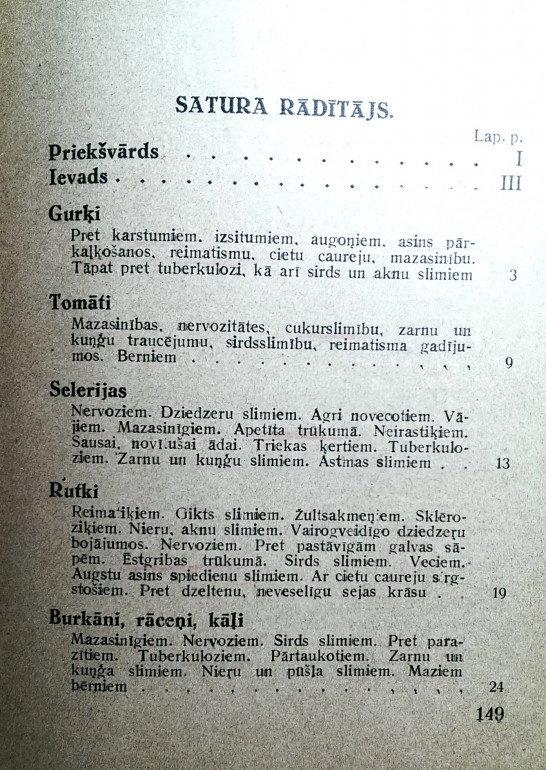 SATURA RĀDĪTĀJS.
Lap. p.
Priekšvārds . . . . . . . . . . . . . I
Ievads . . . . . . . . . . . . . . III
Gurķi
Pret karstumiem. izsitumiem. augoņiem. asins pār-
kaļķošanos, reimatismu, cietu caureju, mazasinību.
Tāpat pret tuberkulozi, kā arī sirds un aknu slimiem 3
Tomāti
Mazasinības, nervozitātes, cukurslimību, zarnu un
kuņģu traucējumu, sirdsslimību, reimatisma gadīju-
mos. Berniem . . . . . . . . . . , , , 9
Selerijas
Nervoziem. Dziedzeru slimiem. Agri novecotiem. Vā-
jiem. Mazasinīgiem. Apetīta trūkumā. Neirastiķiem.
Sausai, novītušai ādai. Triekas ķertiem. Tuberkulo-
ziem. Zarnu un kuņģu slimiem. Astmas slimiem . . 13
Rutki
Reimatiķiem. Gikts slimiem. Žultsakmeņiem. Sklēro-
ziķiem. Nieru, aknu slimiem. Vairogveidīgo dziedzeru
bojājumos. Nervoziem. Pret pastāvīgām galvas sā-
pēm. Ēstgribas trūkumā. Sirds slimiem. Veciem.
Augstu asins spiedienu slimiem. Ar cietu caureju sirg-
stošiem. Pret dzeltenu, neveselīgu sejas krāsu . . 19
Burkāni, rāceņi, kāļi
Mazasinīgiem. Nervoziem. Sirds slimiem. Pret para-
zītiem. Tuberkuloziem. Pārtaukotiem. Zarnu un
kuņģa slimiem. Nieru un pūšļa slimiem. Maziem
bērniem . . . . . . . . . . . . , , , 24
149